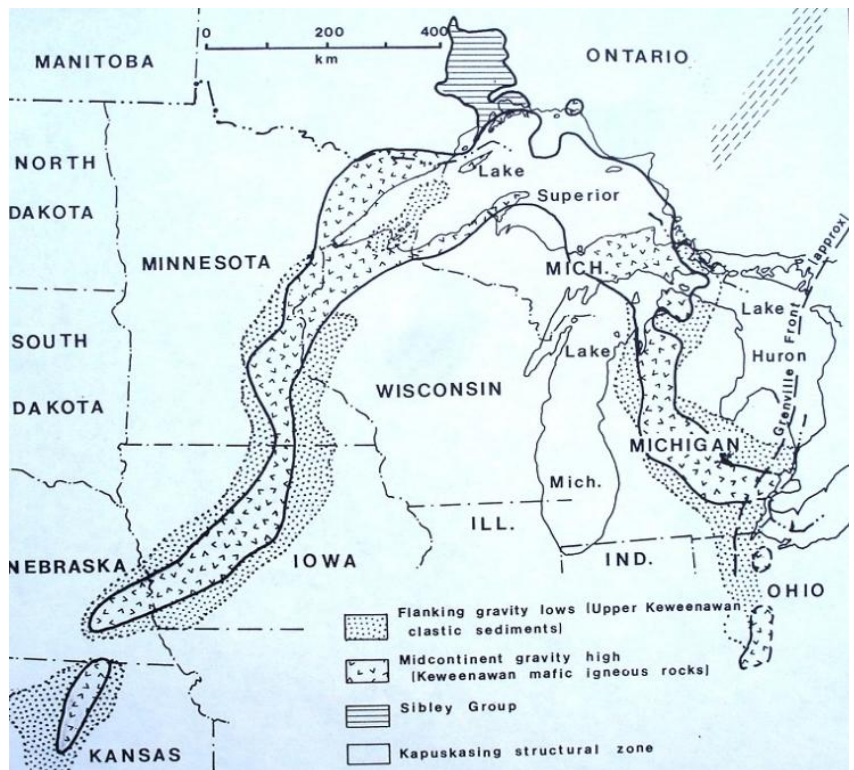 0 200 400
km
MANITOBA
ONTARIO
NORTH
DAKOTA
Lake
Superior
MINNESOTA
MICH.
(approx)
Lake
Huron
Grenville Front
SOUTH
DAKOTA
Lake
WISCONSIN
MICHIGAN
Mich.
ILL.
NEBRASKA
IOWA
IND.
OHIO
KANSAS
Flanking gravity lows (Upper Keweenawan
clastic sediments)
Midcontinent gravity high
(Keweenawan mafic igneous rocks)
Sibley Group
Kapuskasing structural zone